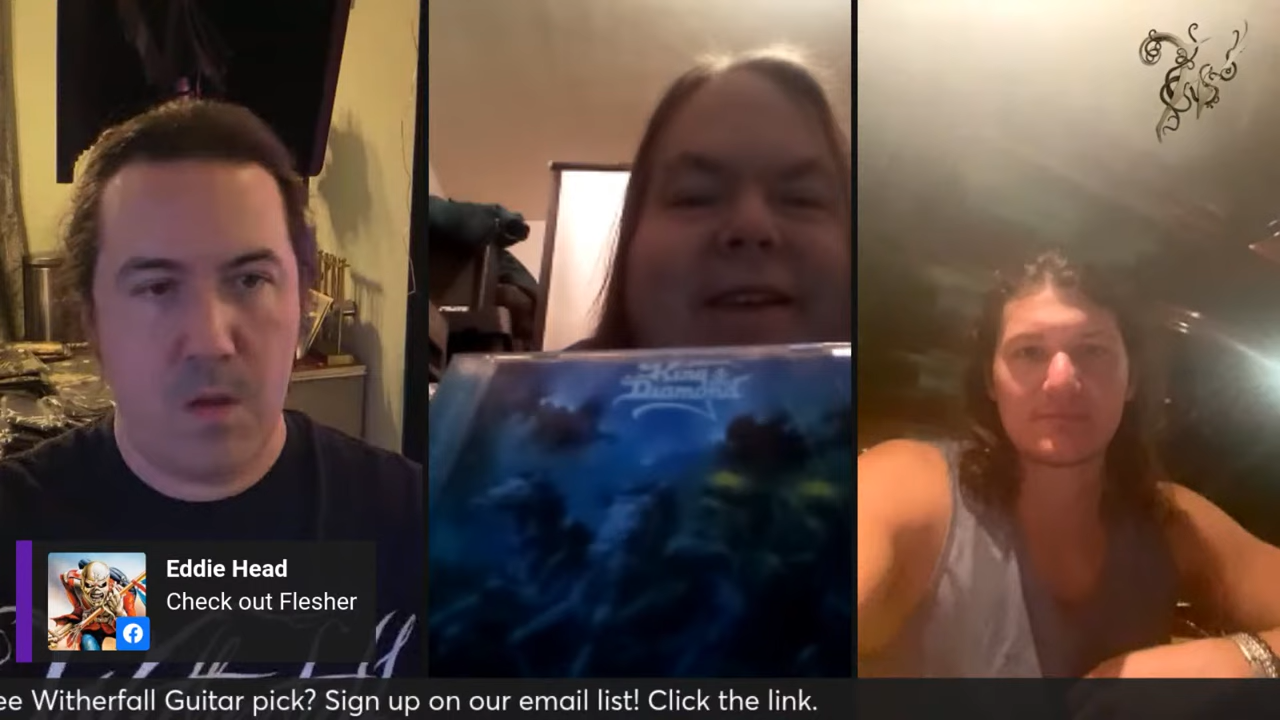 King
Diamond
Eddie Head
Check out Flesher
ee Witherfall Guitar pick? Sign up on our email list! Click the link.